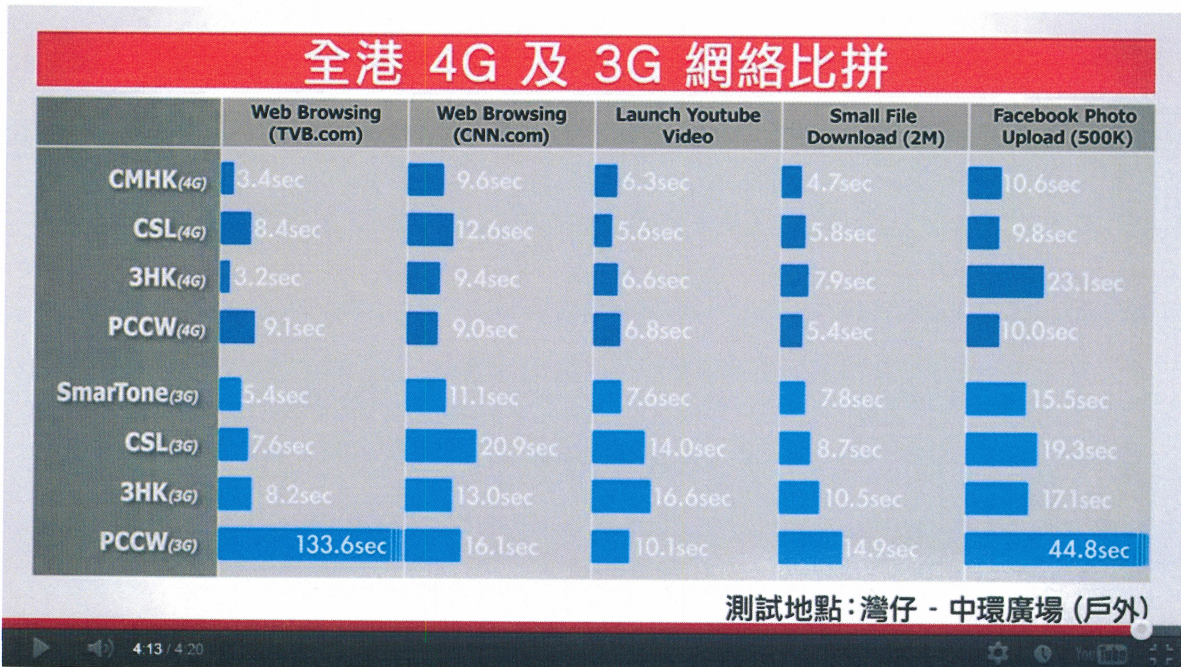 全港 4G 及 3G 網絡比拼
Web Browsing (TVB.com) Web Browsing (CNN.com) Launch Youtube Video Small File Download (2M) Facebook Photo Upload (500K)
CMHK(4G) 3.4sec 9.6sec 6.3sec 4.7sec 10.6sec
CSL(4G) 8.4sec 12.6sec 5.6sec 5.8sec 9.8sec
3HK(4G) 3.2sec 9.4sec 6.6sec 7.9sec 23.1sec
PCCW(4G) 9.1sec 9.0sec 6.8sec 5.4sec 10.0sec
SmarTone(3G) 5.4sec 11.1sec 7.6sec 7.8sec 15.5sec
CSL(3G) 7.6sec 20.9sec 14.0sec 8.7sec 19.3sec
3HK(3G) 8.2sec 13.0sec 16.6sec 10.5sec 17.1sec
PCCW(3G) 133.6sec 16.1sec 10.1sec 14.9sec 44.8sec
測試地點：灣仔 - 中環廣場 (戶外)
4:13 / 4:20 YouTube